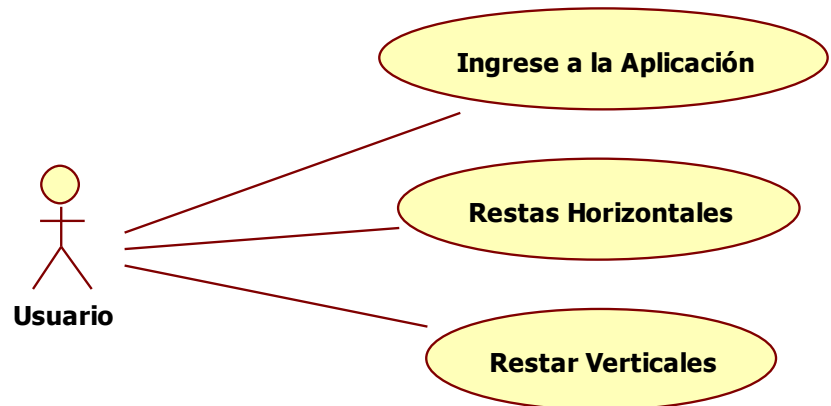 Ingrese a la Aplicación
Restas Horizontales
Usuario
Restar Verticales